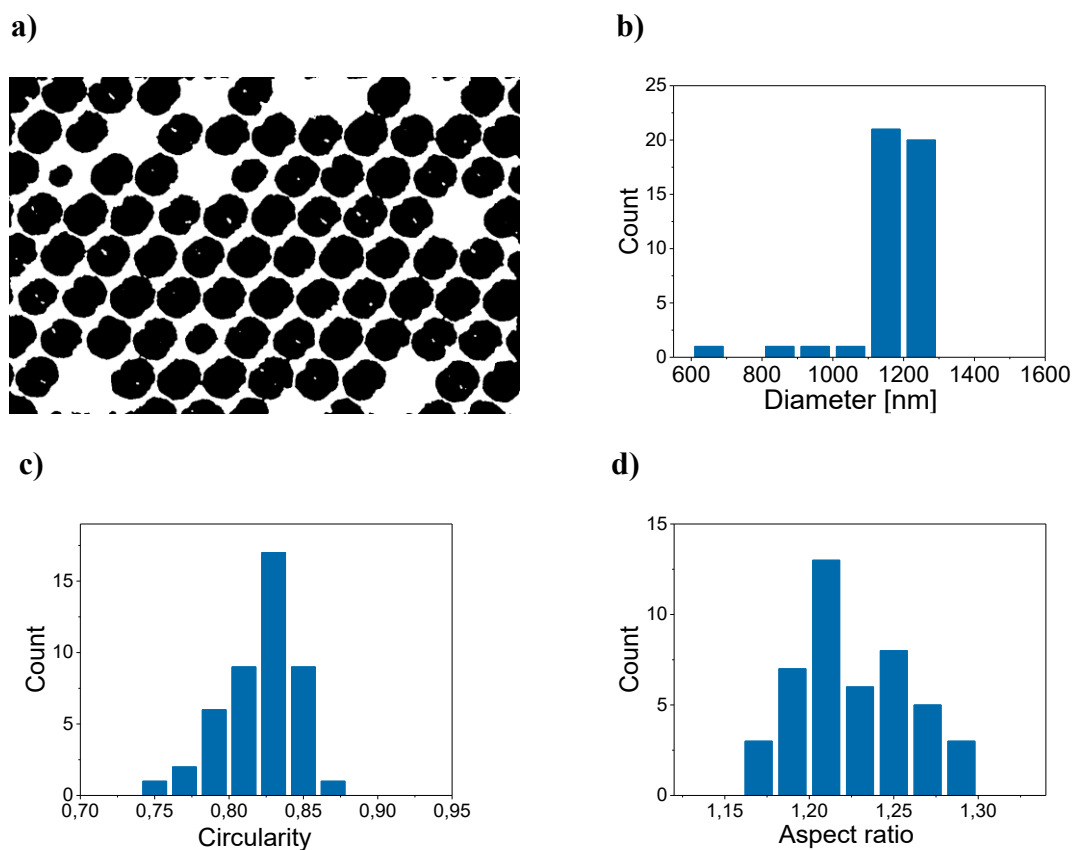 a)
b)
25
20
15
10
5
0
Count
600 800 1000 1200 1400 1600
Diameter [nm]
c)
d)
15
10
5
0
Count
0,70 0,75 0,80 0,85 0,90 0,95
Circularity
15
10
5
0
Count
1,15 1,20 1,25 1,30
Aspect ratio